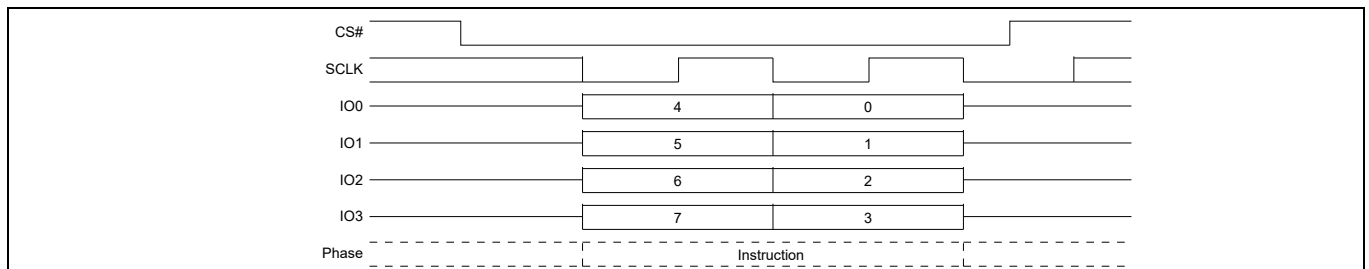 CS#
SCLK
IO0 4 0
IO1 5 1
IO2 6 2
IO3 7 3
Phase Instruction